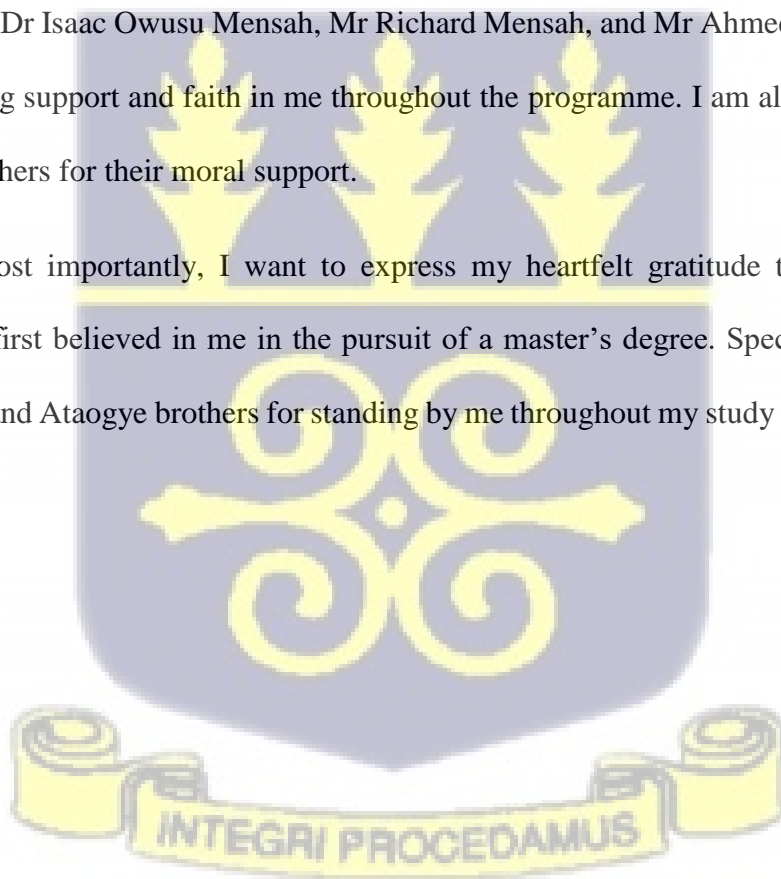 Dr Isaac Owusu Mensah, Mr Richard Mensah, and Mr Ahmed
g support and faith in me throughout the programme. I am al
hers for their moral support.
ost importantly, I want to express my heartfelt gratitude t
first believed in me in the pursuit of a master’s degree. Spec
nd Ataogye brothers for standing by me throughout my study
INTEGRI PROCEDAMUS